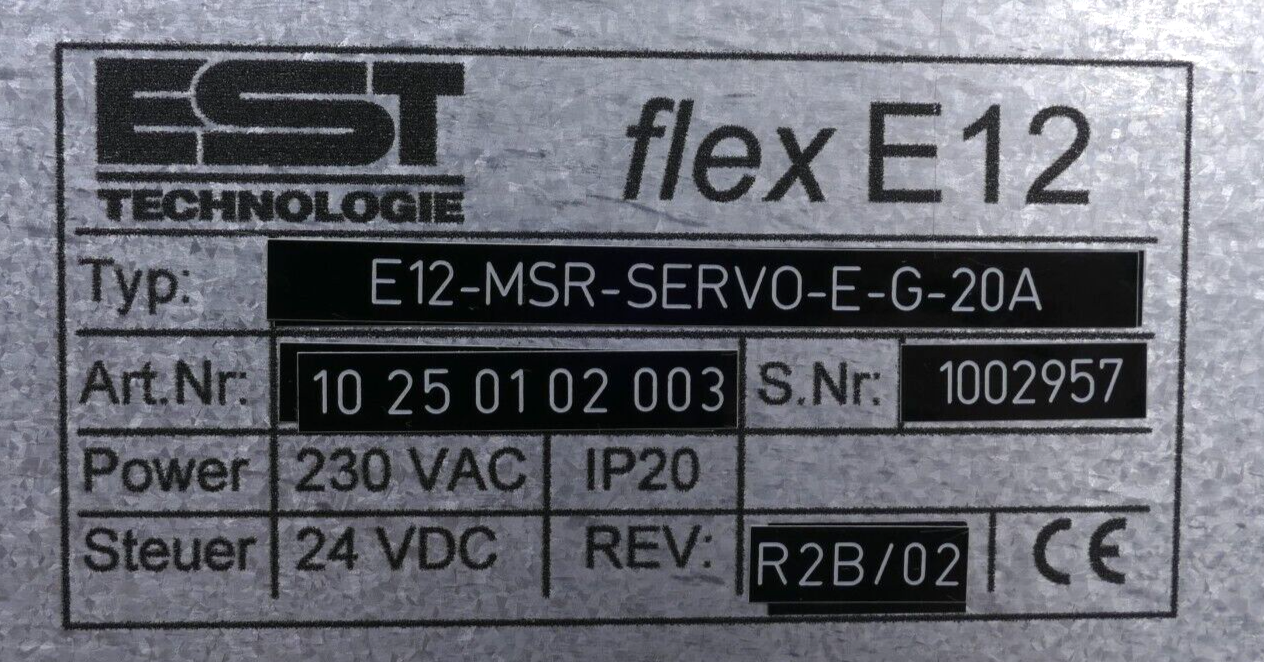 EST
TECHNOLOGIE
flex E12
Typ: E12-MSR-SERVO-E-G-20A
Art.Nr: 10 25 01 02 003 S.Nr: 1002957
Power 230 VAC IP20
Steuer 24 VDC REV: R2B/02 CE